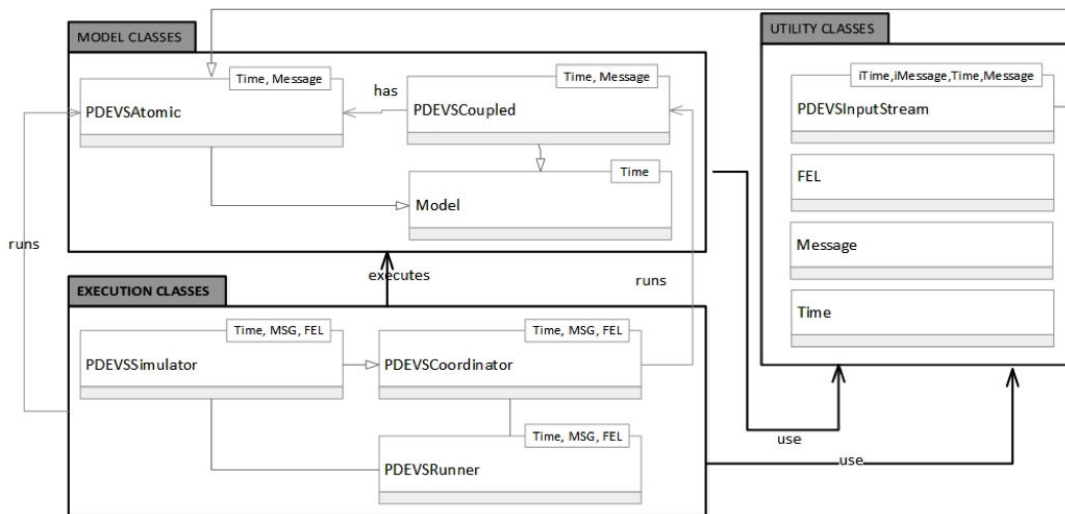 MODEL CLASSES
UTILITY CLASSES
Time, Message
Time, Message
iTime,iMessage,Time,Message
has
PDEVSAtomic
PDEVSCoupled
PDEVSInputStream
Time
FEL
Model
runs
Message
executes
runs
EXECUTION CLASSES
Time
Time, MSG, FEL
Time, MSG, FEL
PDEVSSimulator
PDEVSCoordinator
Time, MSG, FEL
use
PDEVSRunner
use